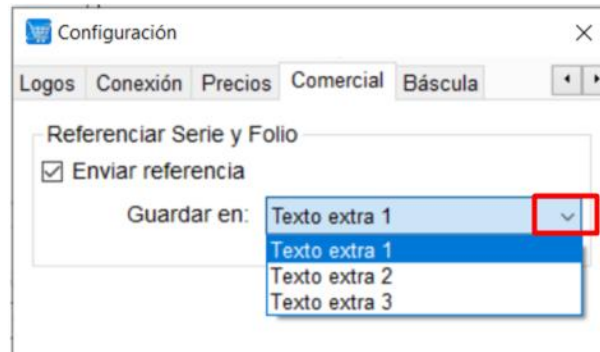 Configuración
Logos Conexión Precios Comercial Báscula
Referenciar Serie y Folio
Enviar referencia
Guardar en: Texto extra 1
Texto extra 1
Texto extra 2
Texto extra 3